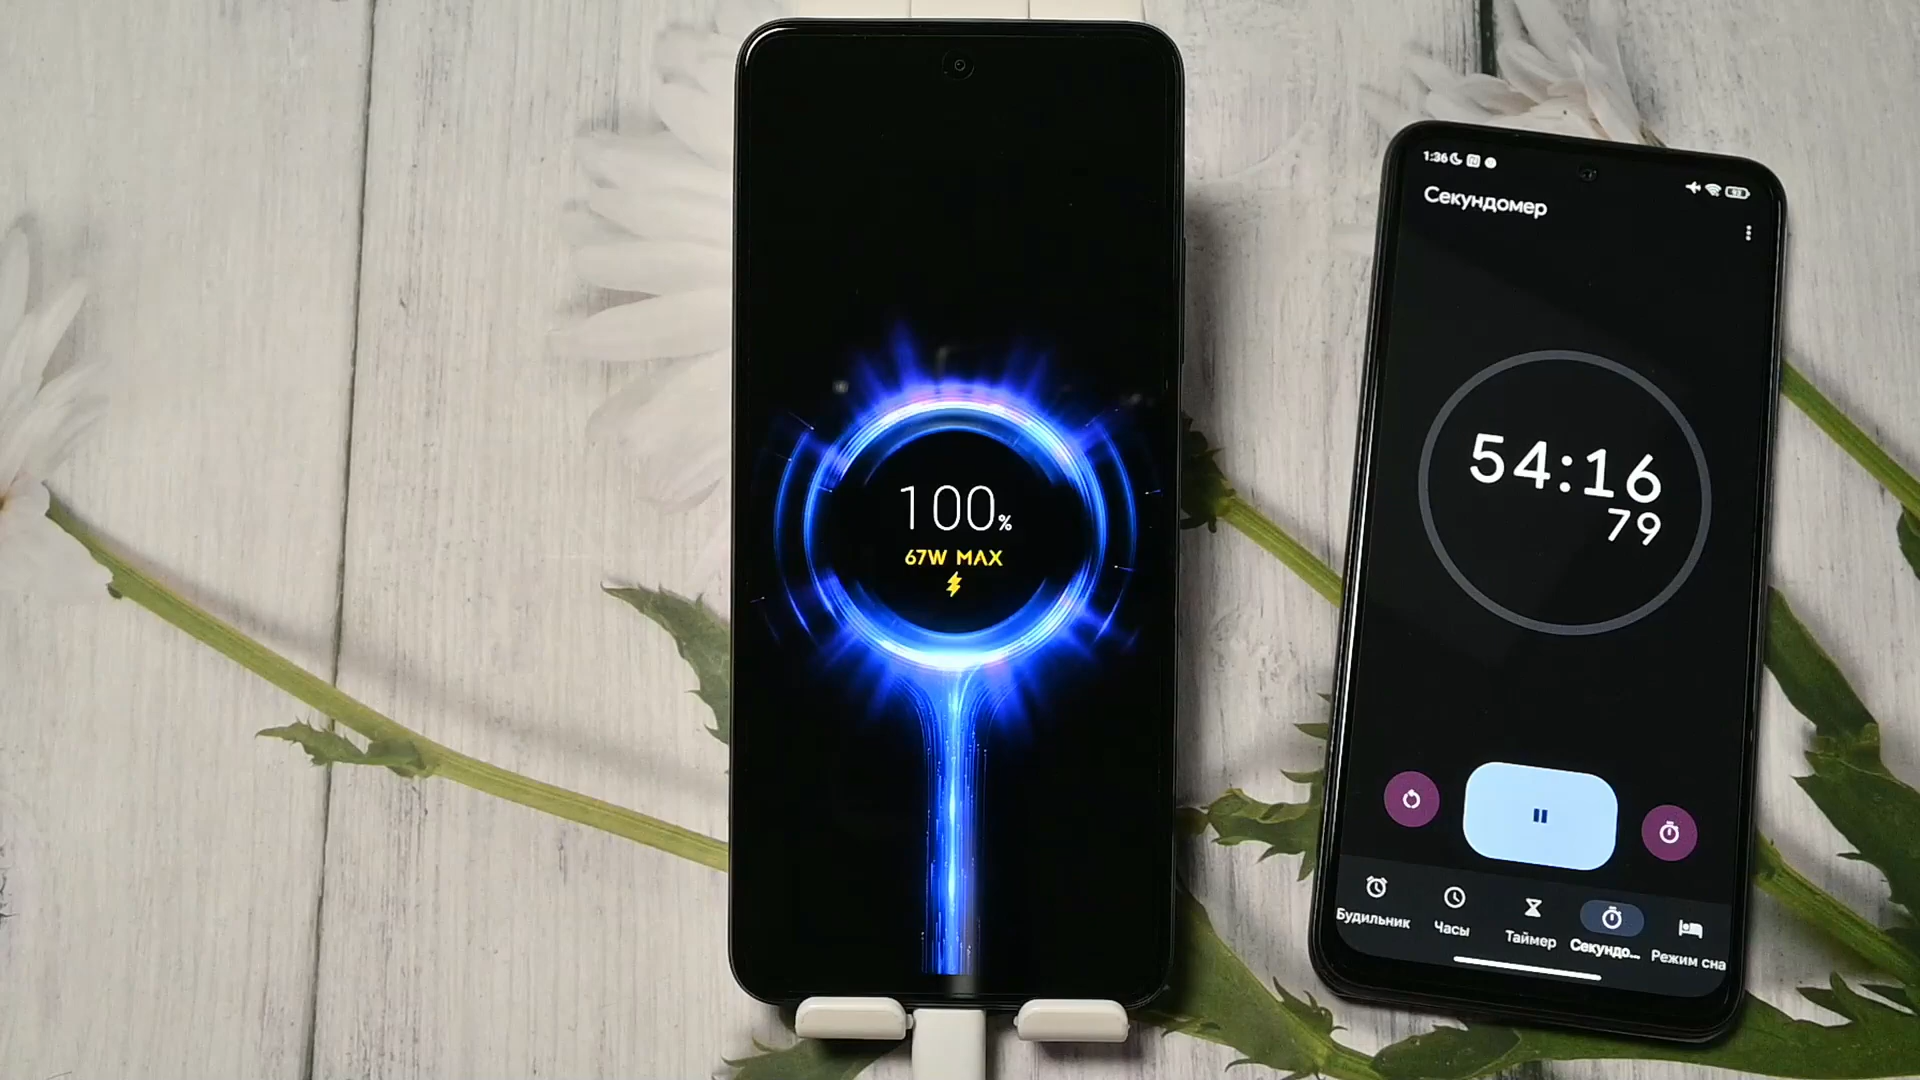 100%
67W MAX
1:36
Секундомер
54:16
79
Будильник
Часы
Таймер
Секундо...
Режим сна